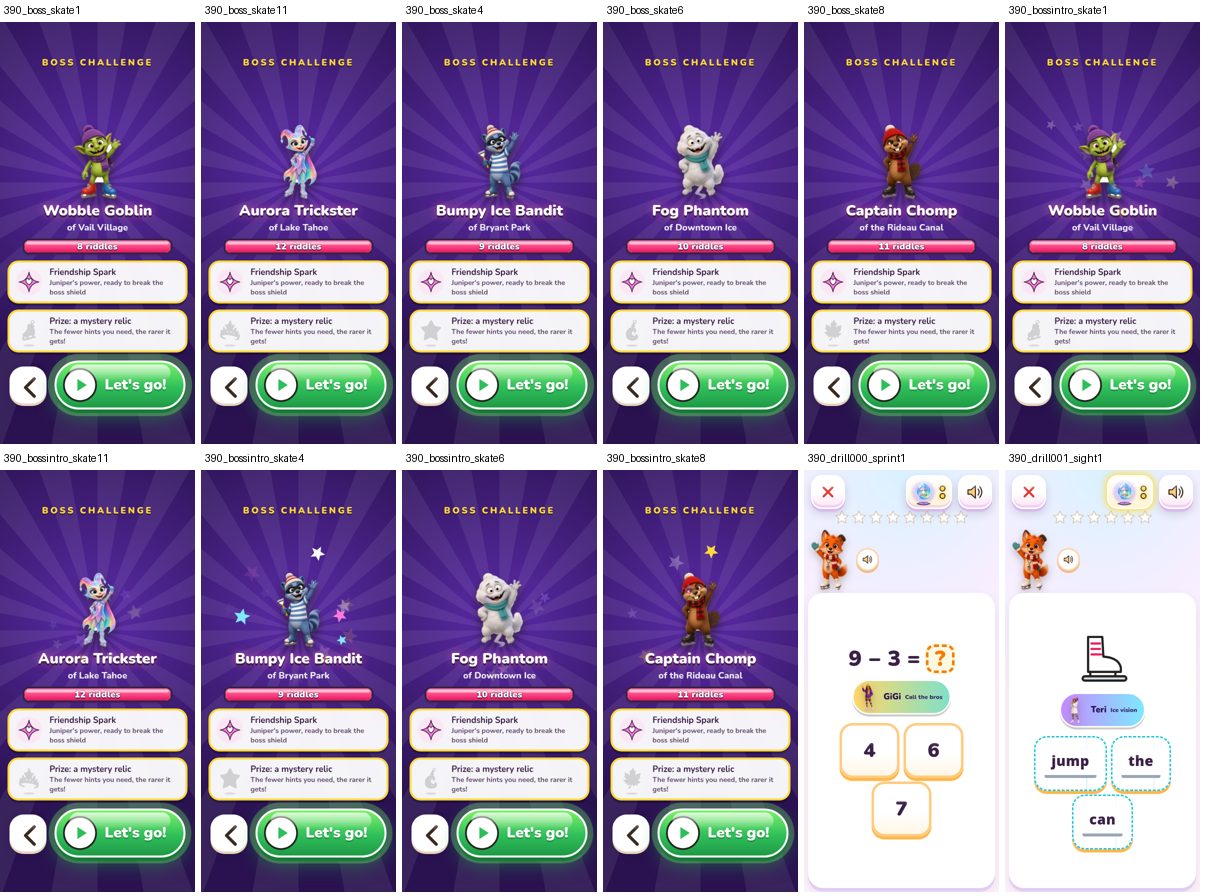 390_boss_skate1
BOSS CHALLENGE
Wobble Goblin
of Vail Village
8 riddles
Friendship Spark
Juniper's power, ready to break the
boss shield
Prize: a mystery relic
The fewer hints you need, the rarer it
gets!
Let's go!
390_boss_skate11
BOSS CHALLENGE
Aurora Trickster
of Lake Tahoe
12 riddles
Friendship Spark
Juniper's power, ready to break the
boss shield
Prize: a mystery relic
The fewer hints you need, the rarer it
gets!
Let's go!
390_boss_skate4
BOSS CHALLENGE
Bumpy Ice Bandit
of Bryant Park
9 riddles
Friendship Spark
Juniper's power, ready to break the
boss shield
Prize: a mystery relic
The fewer hints you need, the rarer it
gets!
Let's go!
390_boss_skate6
BOSS CHALLENGE
Fog Phantom
of Downtown Ice
10 riddles
Friendship Spark
Juniper's power, ready to break the
boss shield
Prize: a mystery relic
The fewer hints you need, the rarer it
gets!
Let's go!
390_boss_skate8
BOSS CHALLENGE
Captain Chomp
of the Rideau Canal
11 riddles
Friendship Spark
Juniper's power, ready to break the
boss shield
Prize: a mystery relic
The fewer hints you need, the rarer it
gets!
Let's go!
390_bossintro_skate1
BOSS CHALLENGE
Wobble Goblin
of Vail Village
8 riddles
Friendship Spark
Juniper's power, ready to break the
boss shield
Prize: a mystery relic
The fewer hints you need, the rarer it
gets!
Let's go!
390_bossintro_skate11
BOSS CHALLENGE
Aurora Trickster
of Lake Tahoe
12 riddles
Friendship Spark
Juniper's power, ready to break the
boss shield
Prize: a mystery relic
The fewer hints you need, the rarer it
gets!
Let's go!
390_bossintro_skate4
BOSS CHALLENGE
Bumpy Ice Bandit
of Bryant Park
9 riddles
Friendship Spark
Juniper's power, ready to break the
boss shield
Prize: a mystery relic
The fewer hints you need, the rarer it
gets!
Let's go!
390_bossintro_skate6
BOSS CHALLENGE
Fog Phantom
of Downtown Ice
10 riddles
Friendship Spark
Juniper's power, ready to break the
boss shield
Prize: a mystery relic
The fewer hints you need, the rarer it
gets!
Let's go!
390_bossintro_skate8
BOSS CHALLENGE
Captain Chomp
of the Rideau Canal
11 riddles
Friendship Spark
Juniper's power, ready to break the
boss shield
Prize: a mystery relic
The fewer hints you need, the rarer it
gets!
Let's go!
390_drill000_sprint1
9 – 3 = ?
GiGi Call the bros
4 6
7
390_drill001_sight1
Teri Ice vision
jump the
can